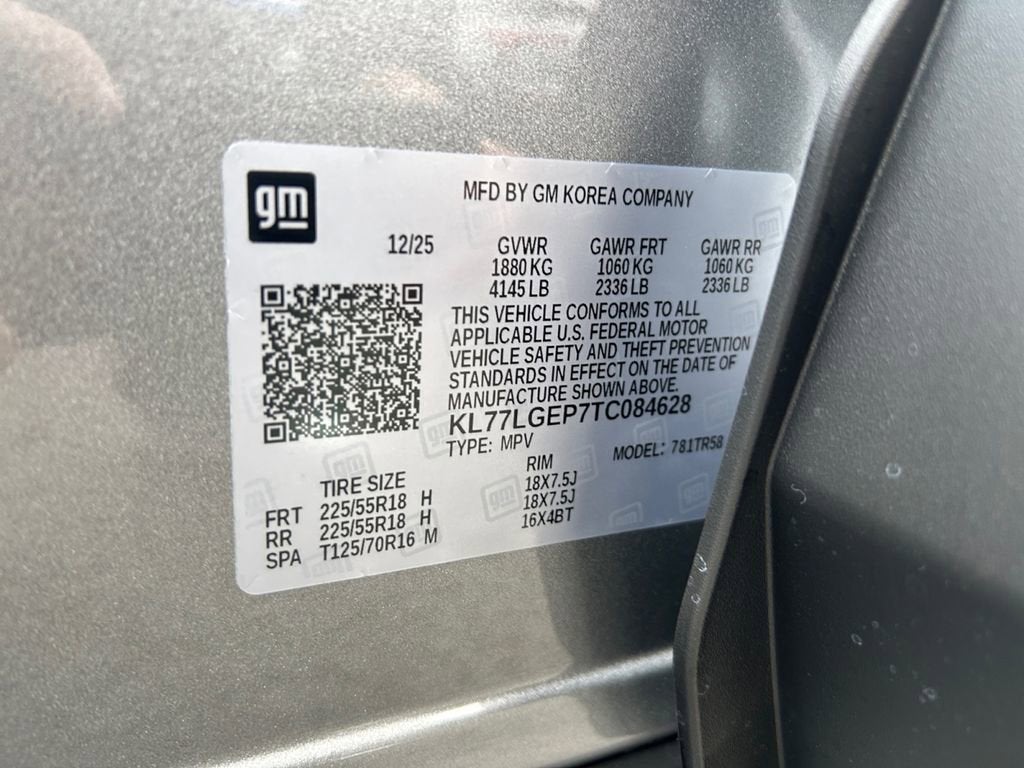 gm
MFD BY GM KOREA COMPANY
12/25 GVWR GAWR FRT GAWR RR
1880 KG 1060 KG 1060 KG
4145 LB 2336 LB 2336 LB
THIS VEHICLE CONFORMS TO ALL
APPLICABLE U.S. FEDERAL MOTOR
VEHICLE SAFETY AND THEFT PREVENTION
STANDARDS IN EFFECT ON THE DATE OF
MANUFACTURE SHOWN ABOVE.
KL77LGEP7TC084628
TYPE: MPV MODEL: 781TR58
TIRE SIZE RIM
FRT 225/55R18 H 18X7.5J
RR 225/55R18 H 18X7.5J
SPA T125/70R16 M 16X4BT